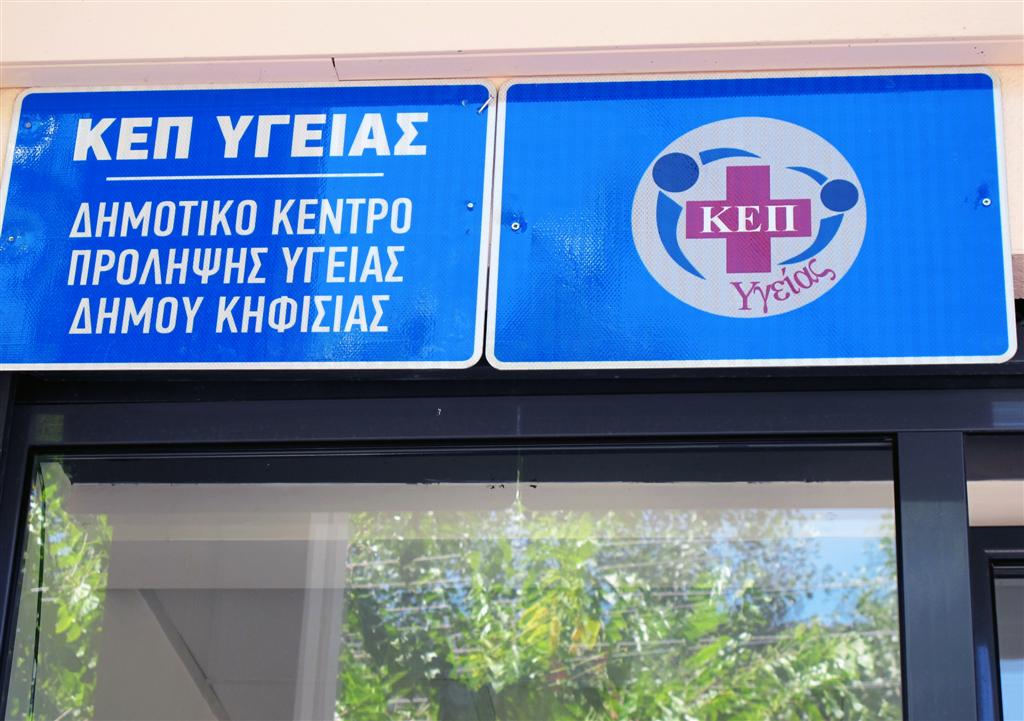 ΚΕΠ ΥΓΕΙΑΣ
ΔΗΜΟΤΙΚΟ ΚΕΝΤΡΟ
ΠΡΟΛΗΨΗΣ ΥΓΕΙΑΣ
ΔΗΜΟΥ ΚΗΦΙΣΙΑΣ
ΚΕΠ
Υγείας